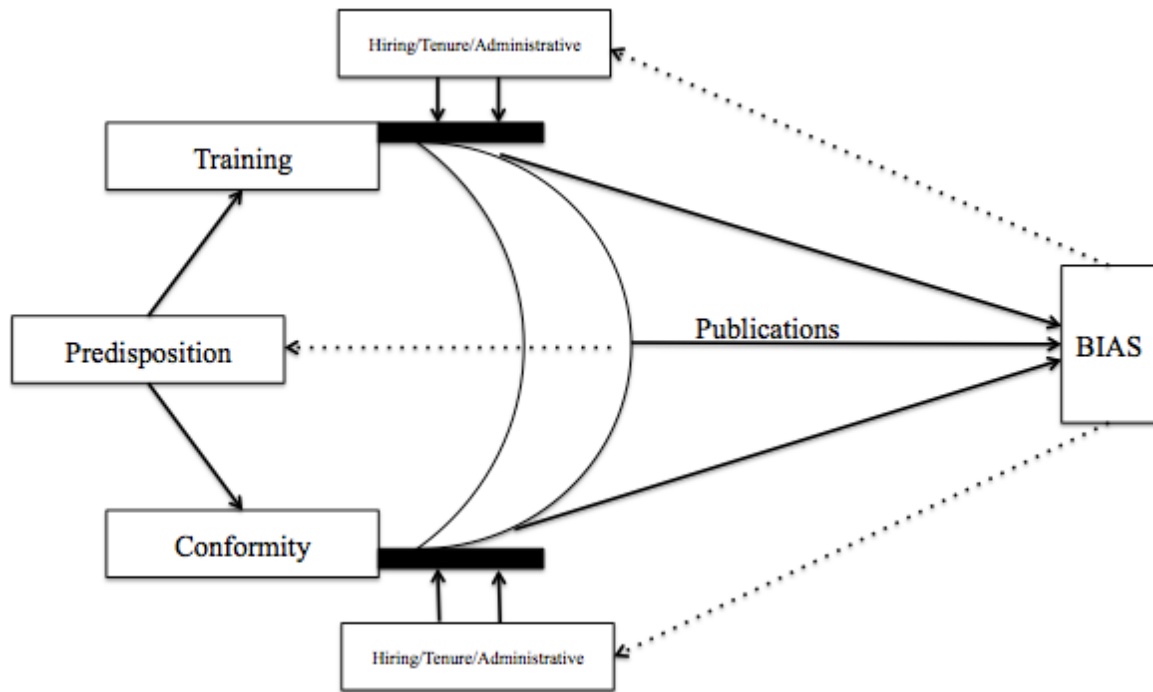 Hiring/Tenure/Administrative
Training
Predisposition
Publications
BIAS
Conformity
Hiring/Tenure/Administrative